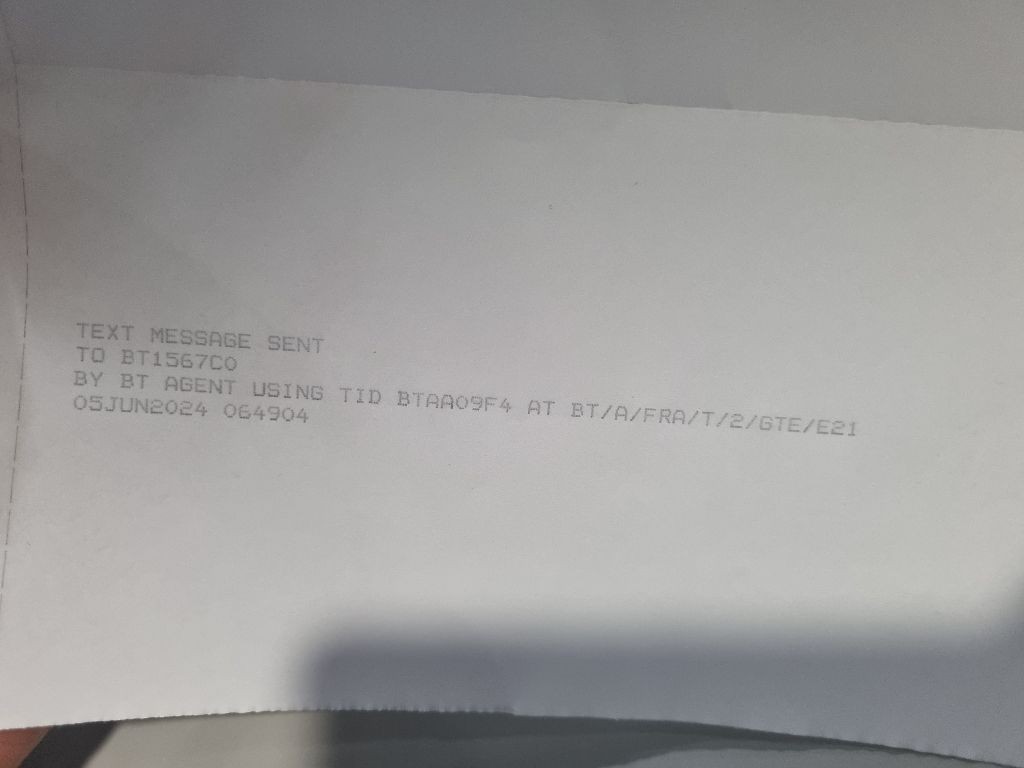 TEXT MESSAGE SENT
TO BT1567C0
BY BT AGENT USING TID BTAA09F4 AT BT/A/FRA/T/2/GTE/E21
05JUN2024 064904